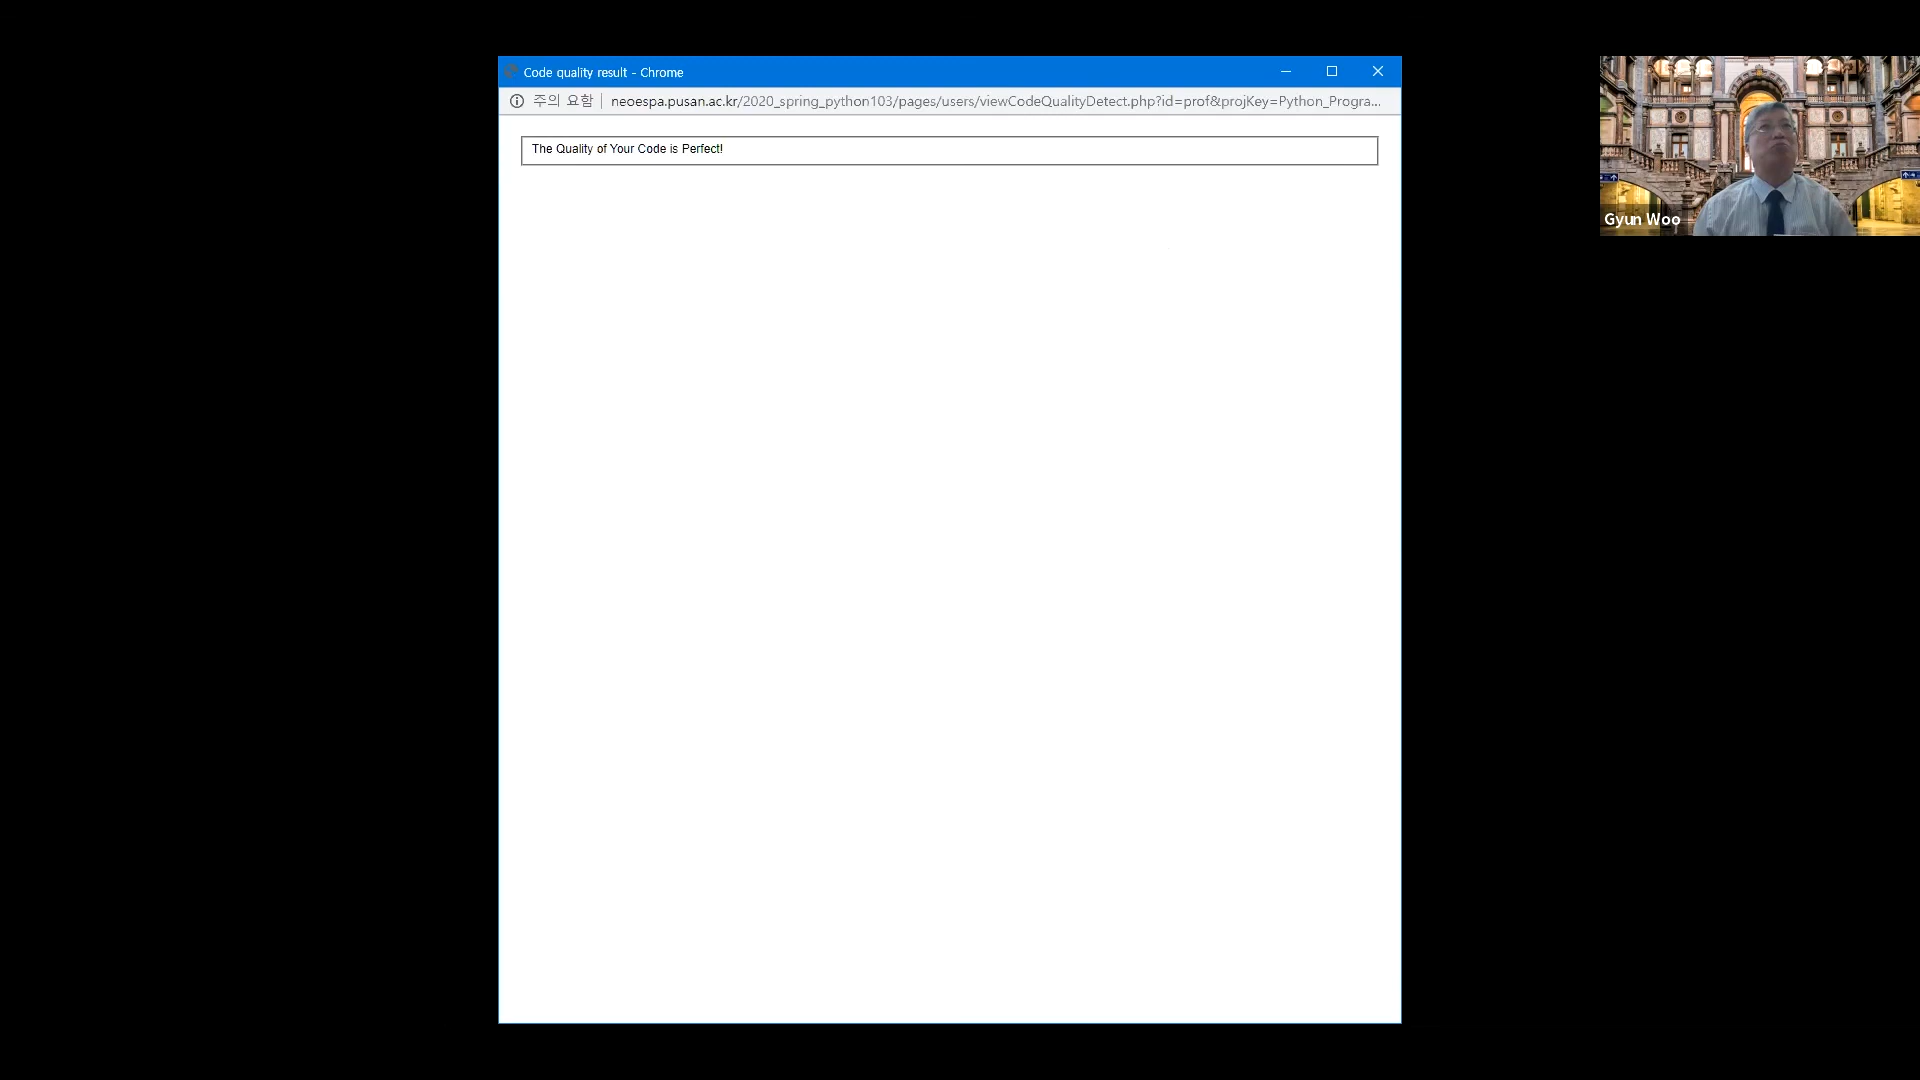 Code quality result - Chrome
주의 요함 neoespa.pusan.ac.kr/2020_spring_python103/pages/users/viewCodeQualityDetect.php?id=prof&projKey=Python_Progra...
The Quality of Your Code is Perfect!
Gyun Woo